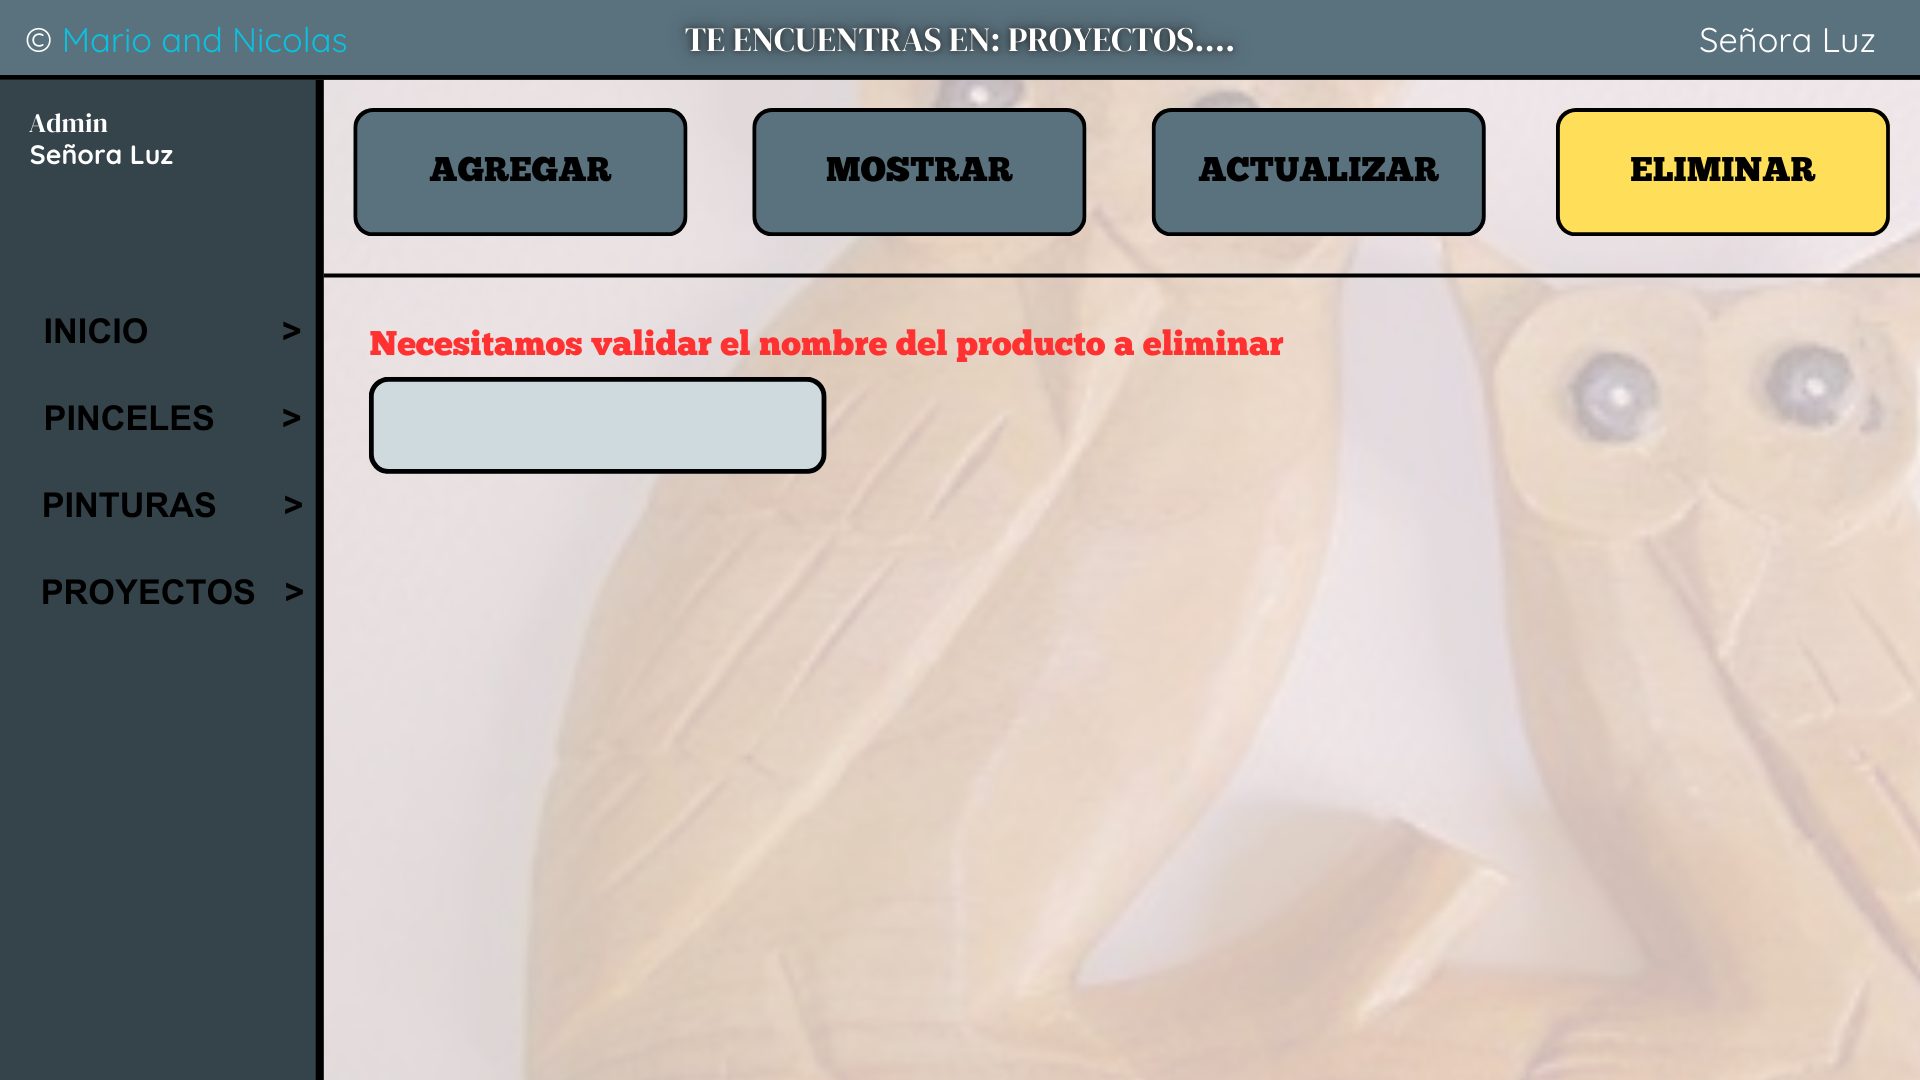 © Mario and Nicolas
TE ENCUENTRAS EN: PROYECTOS....
Señora Luz
Admin
Señora Luz
AGREGAR
MOSTRAR
ACTUALIZAR
ELIMINAR
INICIO >
PINCELES >
PINTURAS >
PROYECTOS >
Necesitamos validar el nombre del producto a eliminar